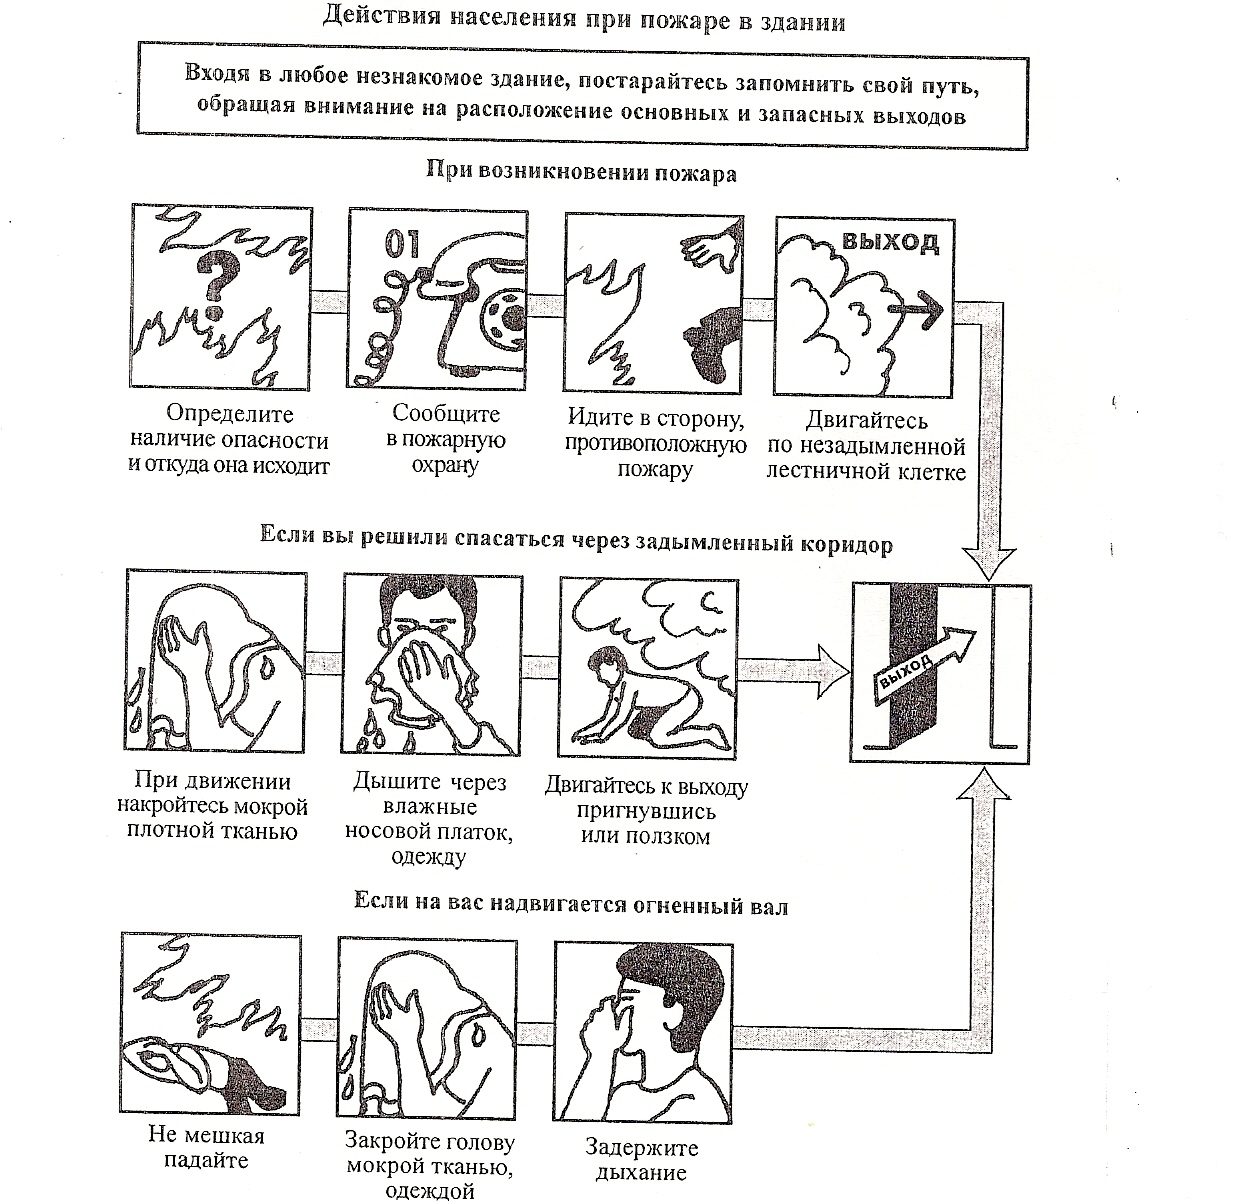 Действия населения при пожаре в здании
Входя в любое незнакомое здание, постарайтесь запомнить свой путь,
обращая внимание на расположение основных и запасных выходов
При возникновении пожара
?
01
ВЫХОД
Определите
наличие опасности
и откуда она исходит
Сообщите
в пожарную
охрану
Идите в сторону,
противоположную
пожару
Двигайтесь
по незадымленной
лестничной клетке
Если вы решили спасаться через задымленный коридор
ВЫХОД
При движении
накройтесь мокрой
плотной тканью
Дышите через
влажные
носовой платок,
одежду
Двигайтесь к выходу
пригнувшись
или ползком
Если на вас надвигается огненный вал
Не мешкая
падайте
Закройте голову
мокрой тканью,
одеждой
Задержите
дыхание